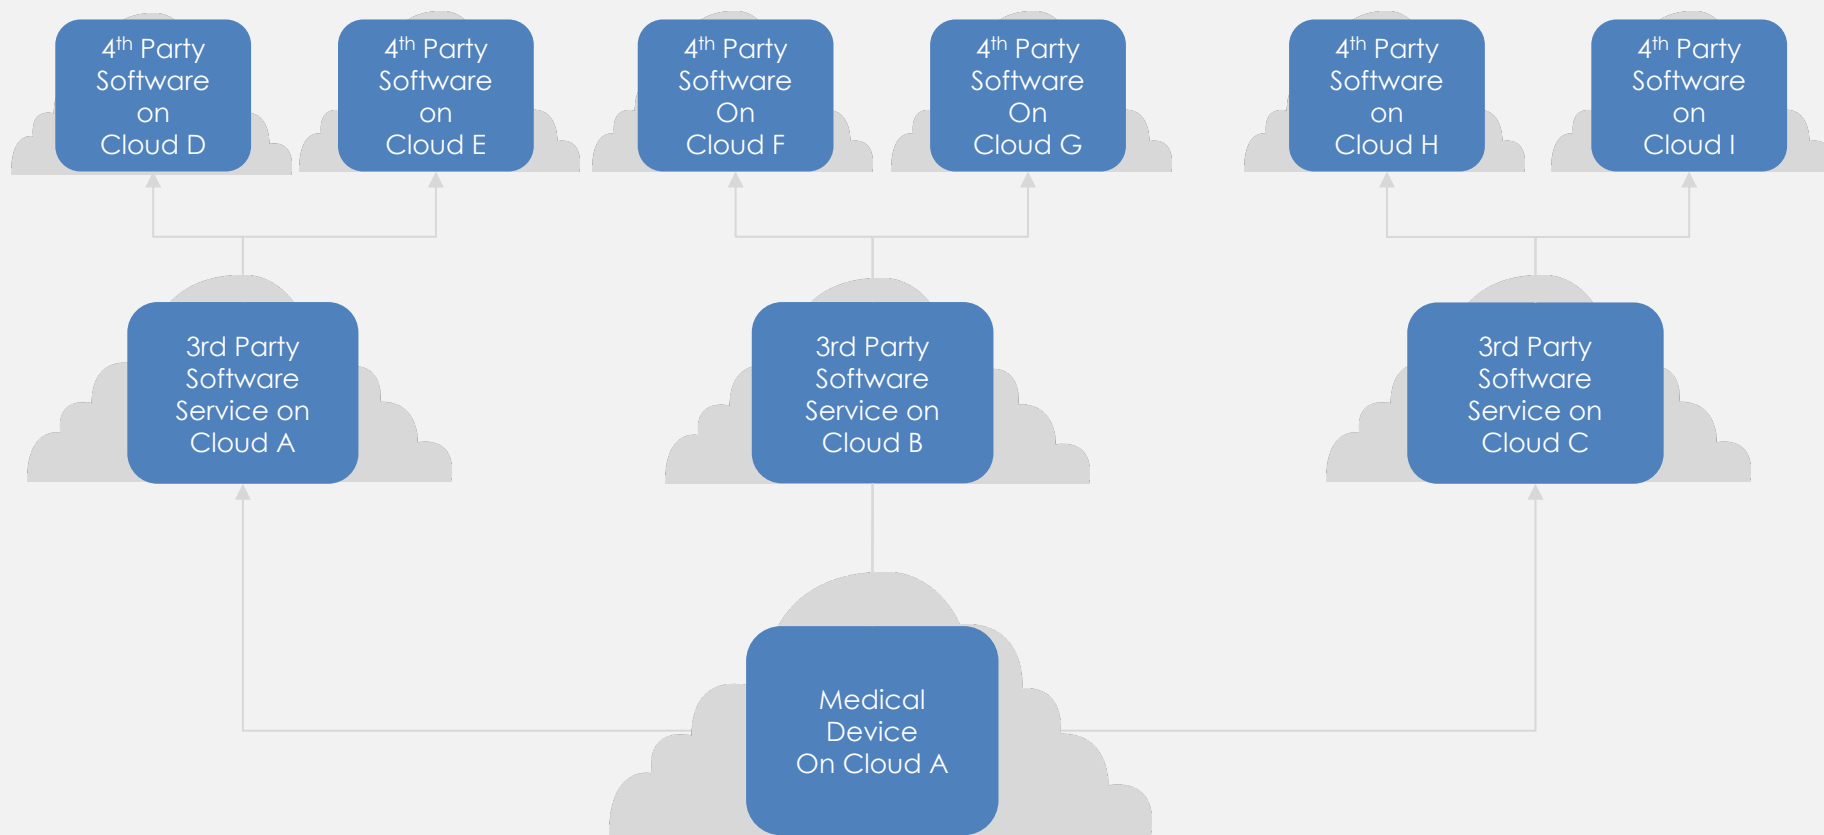 4th Party
Software
on
Cloud D
4th Party
Software
on
Cloud E
4th Party
Software
On
Cloud F
4th Party
Software
On
Cloud G
4th Party
Software
on
Cloud H
4th Party
Software
on
Cloud I
3rd Party
Software
Service on
Cloud A
3rd Party
Software
Service on
Cloud B
3rd Party
Software
Service on
Cloud C
Medical
Device
On Cloud A